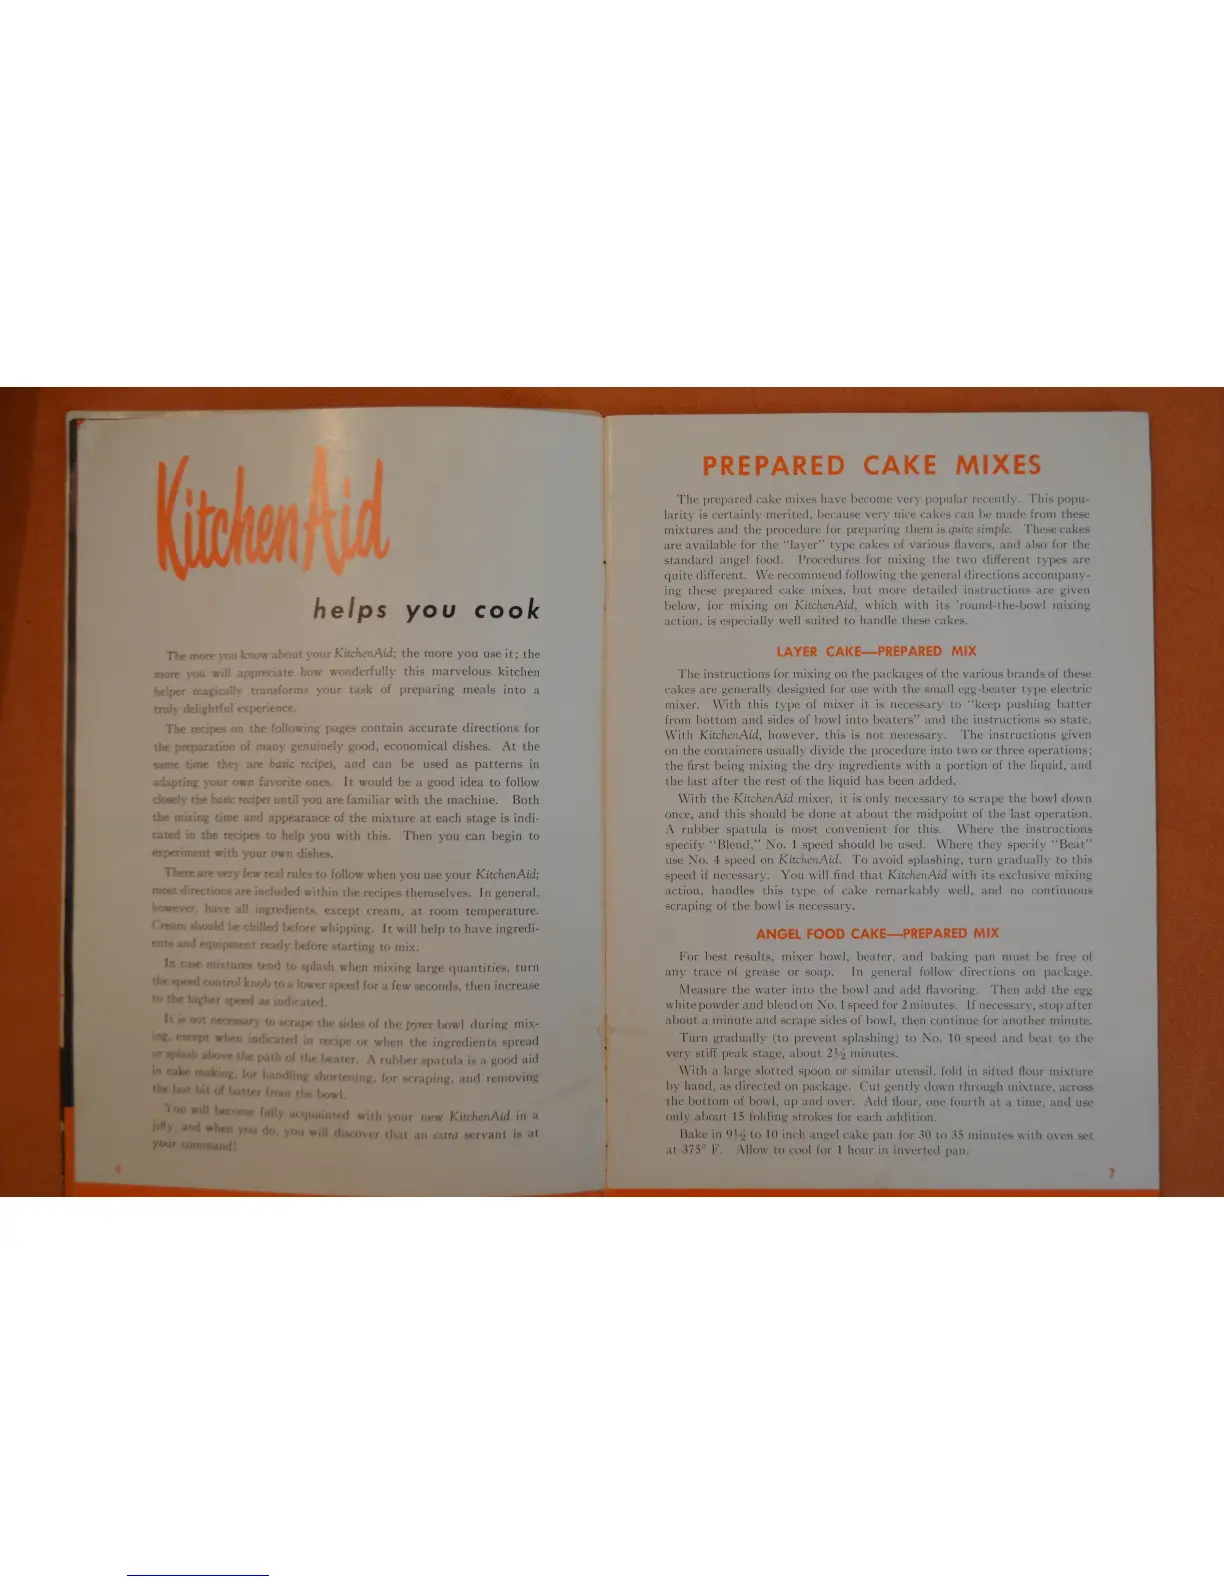 KitchenAid
helps you cook
The more you know about your KitchenAid; the more you use it; the
more you will appreciate how wonderfully this marvelous kitchen
helper magically transforms your task of preparing meals into a
truly delightful experience.
The recipes on the following pages contain accurate directions for
the preparation of many genuinely good, economical dishes. At the
same time they are basic recipes, and can be used as patterns in
adapting your own favorite ones. It would be a good idea to follow
closely the basic recipes until you are familiar with the machine. Both
the mixing time and appearance of the mixture at each stage is indi-
cated in the recipes to help you with this. Then you can begin to
experiment with your own dishes.
There are very few real rules to follow when you use your KitchenAid;
most directions are included within the recipes themselves. In general,
however, have all ingredients, except cream, at room temperature.
Cream should be chilled before whipping. It will help to have ingredi-
ents and equipment ready before starting to mix.
In case mixtures tend to splash when mixing large quantities, turn
the speed control knob to a lower speed for a few seconds, then increase
to the higher speed as indicated.
It is not necessary to scrape the sides of the pyrex bowl during mix-
ing, except when indicated in recipe or when the ingredients spread
or splash above the path of the beater. A rubber spatula is a good aid
in cake making, for handling shortening, for scraping, and removing
the last bit of batter from the bowl.
You will become fully acquainted with your new KitchenAid in a
jiffy, and when you do, you will discover that an extra servant is at
your command!
6
PREPARED CAKE MIXES
The prepared cake mixes have become very popular recently. This popu-
larity is certainly merited, because very nice cakes can be made from these
mixtures and the procedure for preparing them is quite simple. These cakes
are available for the "layer" type cakes of various flavors, and also for the
standard angel food. Procedures for mixing the two different types are
quite different. We recommend following the general directions accompany-
ing these prepared cake mixes, but more detailed instructions are given
below, for mixing on KitchenAid, which with its 'round-the-bowl mixing
action, is especially well suited to handle these cakes.
LAYER CAKE—PREPARED MIX
The instructions for mixing on the packages of the various brands of these
cakes are generally designed for use with the small egg-beater type electric
mixer. With this type of mixer it is necessary to "keep pushing batter
from bottom and sides of bowl into beaters" and the instructions so state.
With KitchenAid, however, this is not necessary. The instructions given
on the containers usually divide the procedure into two or three operations;
the first being mixing the dry ingredients with a portion of the liquid, and
the last after the rest of the liquid has been added.
With the KitchenAid mixer, it is only necessary to scrape the bowl down
once, and this should be done at about the midpoint of the last operation.
A rubber spatula is most convenient for this. Where the instructions
specify "Blend," No. 1 speed should be used. Where they specify "Beat"
use No. 4 speed on KitchenAid. To avoid splashing, turn gradually to this
speed if necessary. You will find that KitchenAid with its exclusive mixing
action, handles this type of cake remarkably well, and no continuous
scraping of the bowl is necessary.
ANGEL FOOD CAKE—PREPARED MIX
For best results, mixer bowl, beater, and baking pan must be free of
any trace of grease or soap. In general follow directions on package.
Measure the water into the bowl and add flavoring. Then add the egg
white powder and blend on No. 1 speed for 2 minutes. If necessary, stop after
about a minute and scrape sides of bowl, then continue for another minute.
Turn gradually (to prevent splashing) to No. 10 speed and beat to the
very stiff peak stage, about 2½ minutes.
With a large slotted spoon or similar utensil, fold in sifted flour mixture
by hand, as directed on package. Cut gently down through mixture, across
the bottom of bowl, up and over. Add flour, one fourth at a time, and use
only about 15 folding strokes for each addition.
Bake in 9½ to 10 inch angel cake pan for 30 to 35 minutes with oven set
at 375° F. Allow to cool for 1 hour in inverted pan.
7